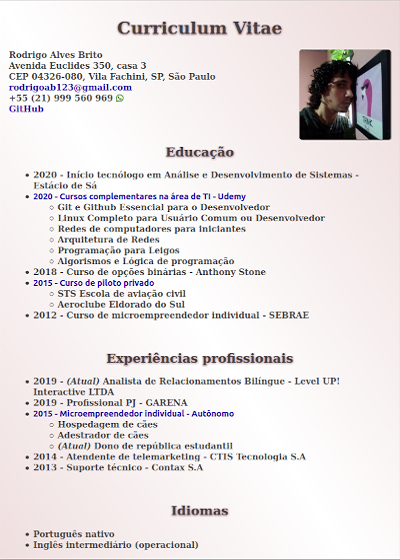 Curriculum Vitae
Rodrigo Alves Brito
Avenida Euclides 350, casa 3
CEP 04326-080, Vila Fachini, SP, São Paulo
rodrigoab123@gmail.com
+55 (21) 999 560 969
GitHub
Educação
2020 - Início tecnólogo em Análise e Desenvolvimento de Sistemas -
Estácio de Sá
2020 - Cursos complementares na área de TI - Udemy
Git e Github Essencial para o Desenvolvedor
Linux Completo para Usuário Comum ou Desenvolvedor
Redes de computadores para iniciantes
Arquitetura de Redes
Programação para Leigos
Algorismos e Lógica de programação
2018 - Curso de opções binárias - Anthony Stone
2015 - Curso de piloto privado
STS Escola de aviação civil
Aeroclube Eldorado do Sul
2012 - Curso de microempreendedor individual - SEBRAE
Experiências profissionais
2019 - (Atual) Analista de Relacionamentos Bilíngue - Level UP!
Interactive LTDA
2019 - Profissional PJ - GARENA
2015 - Microempreendedor individual - Autônomo
Hospedagem de cães
Adestrador de cães
(Atual) Dono de república estudantil
2014 - Atendente de telemarketing - CTIS Tecnologia S.A
2013 - Suporte técnico - Contax S.A
Idiomas
Português nativo
Inglês intermediário (operacional)